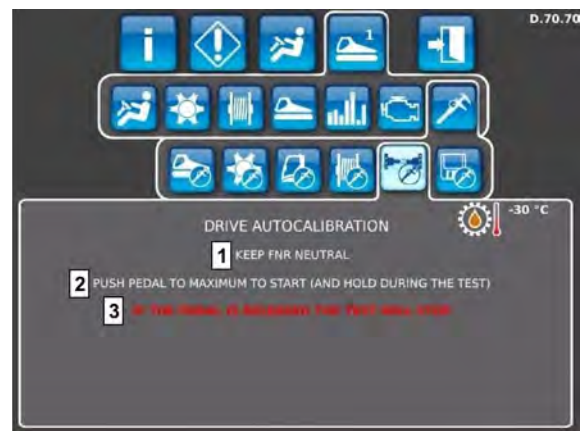 D.70.70
1
-30 °C
DRIVE AUTOCALIBRATION
1 KEEP FNR NEUTRAL
2 PUSH PEDAL TO MAXIMUM TO START (AND HOLD DURING THE TEST)
3 IF THE PEDAL IS RELEASED THE TEST WILL STOP